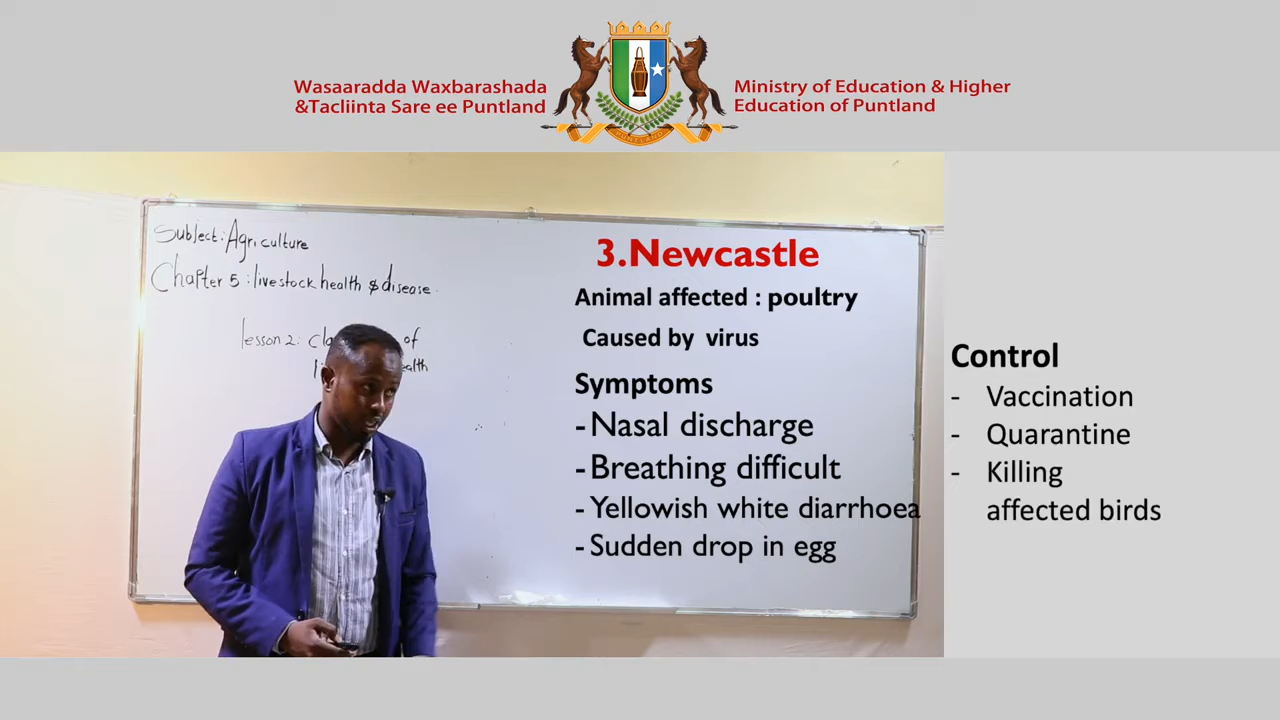 Wasaaradda Waxbarashada
&Tacliinta Sare ee Puntland
Ministry of Education & Higher
Education of Puntland
Sublect: Agriculture
Chapter 5: livestock health & disease.
lesson 2: of
3.Newcastle
Animal affected : poultry
Caused by virus
Symptoms
-Nasal discharge
-Breathing difficult
- Yellowish white diarrhoea
- Sudden drop in egg
Control
- Vaccination
- Quarantine
- Killing
affected birds